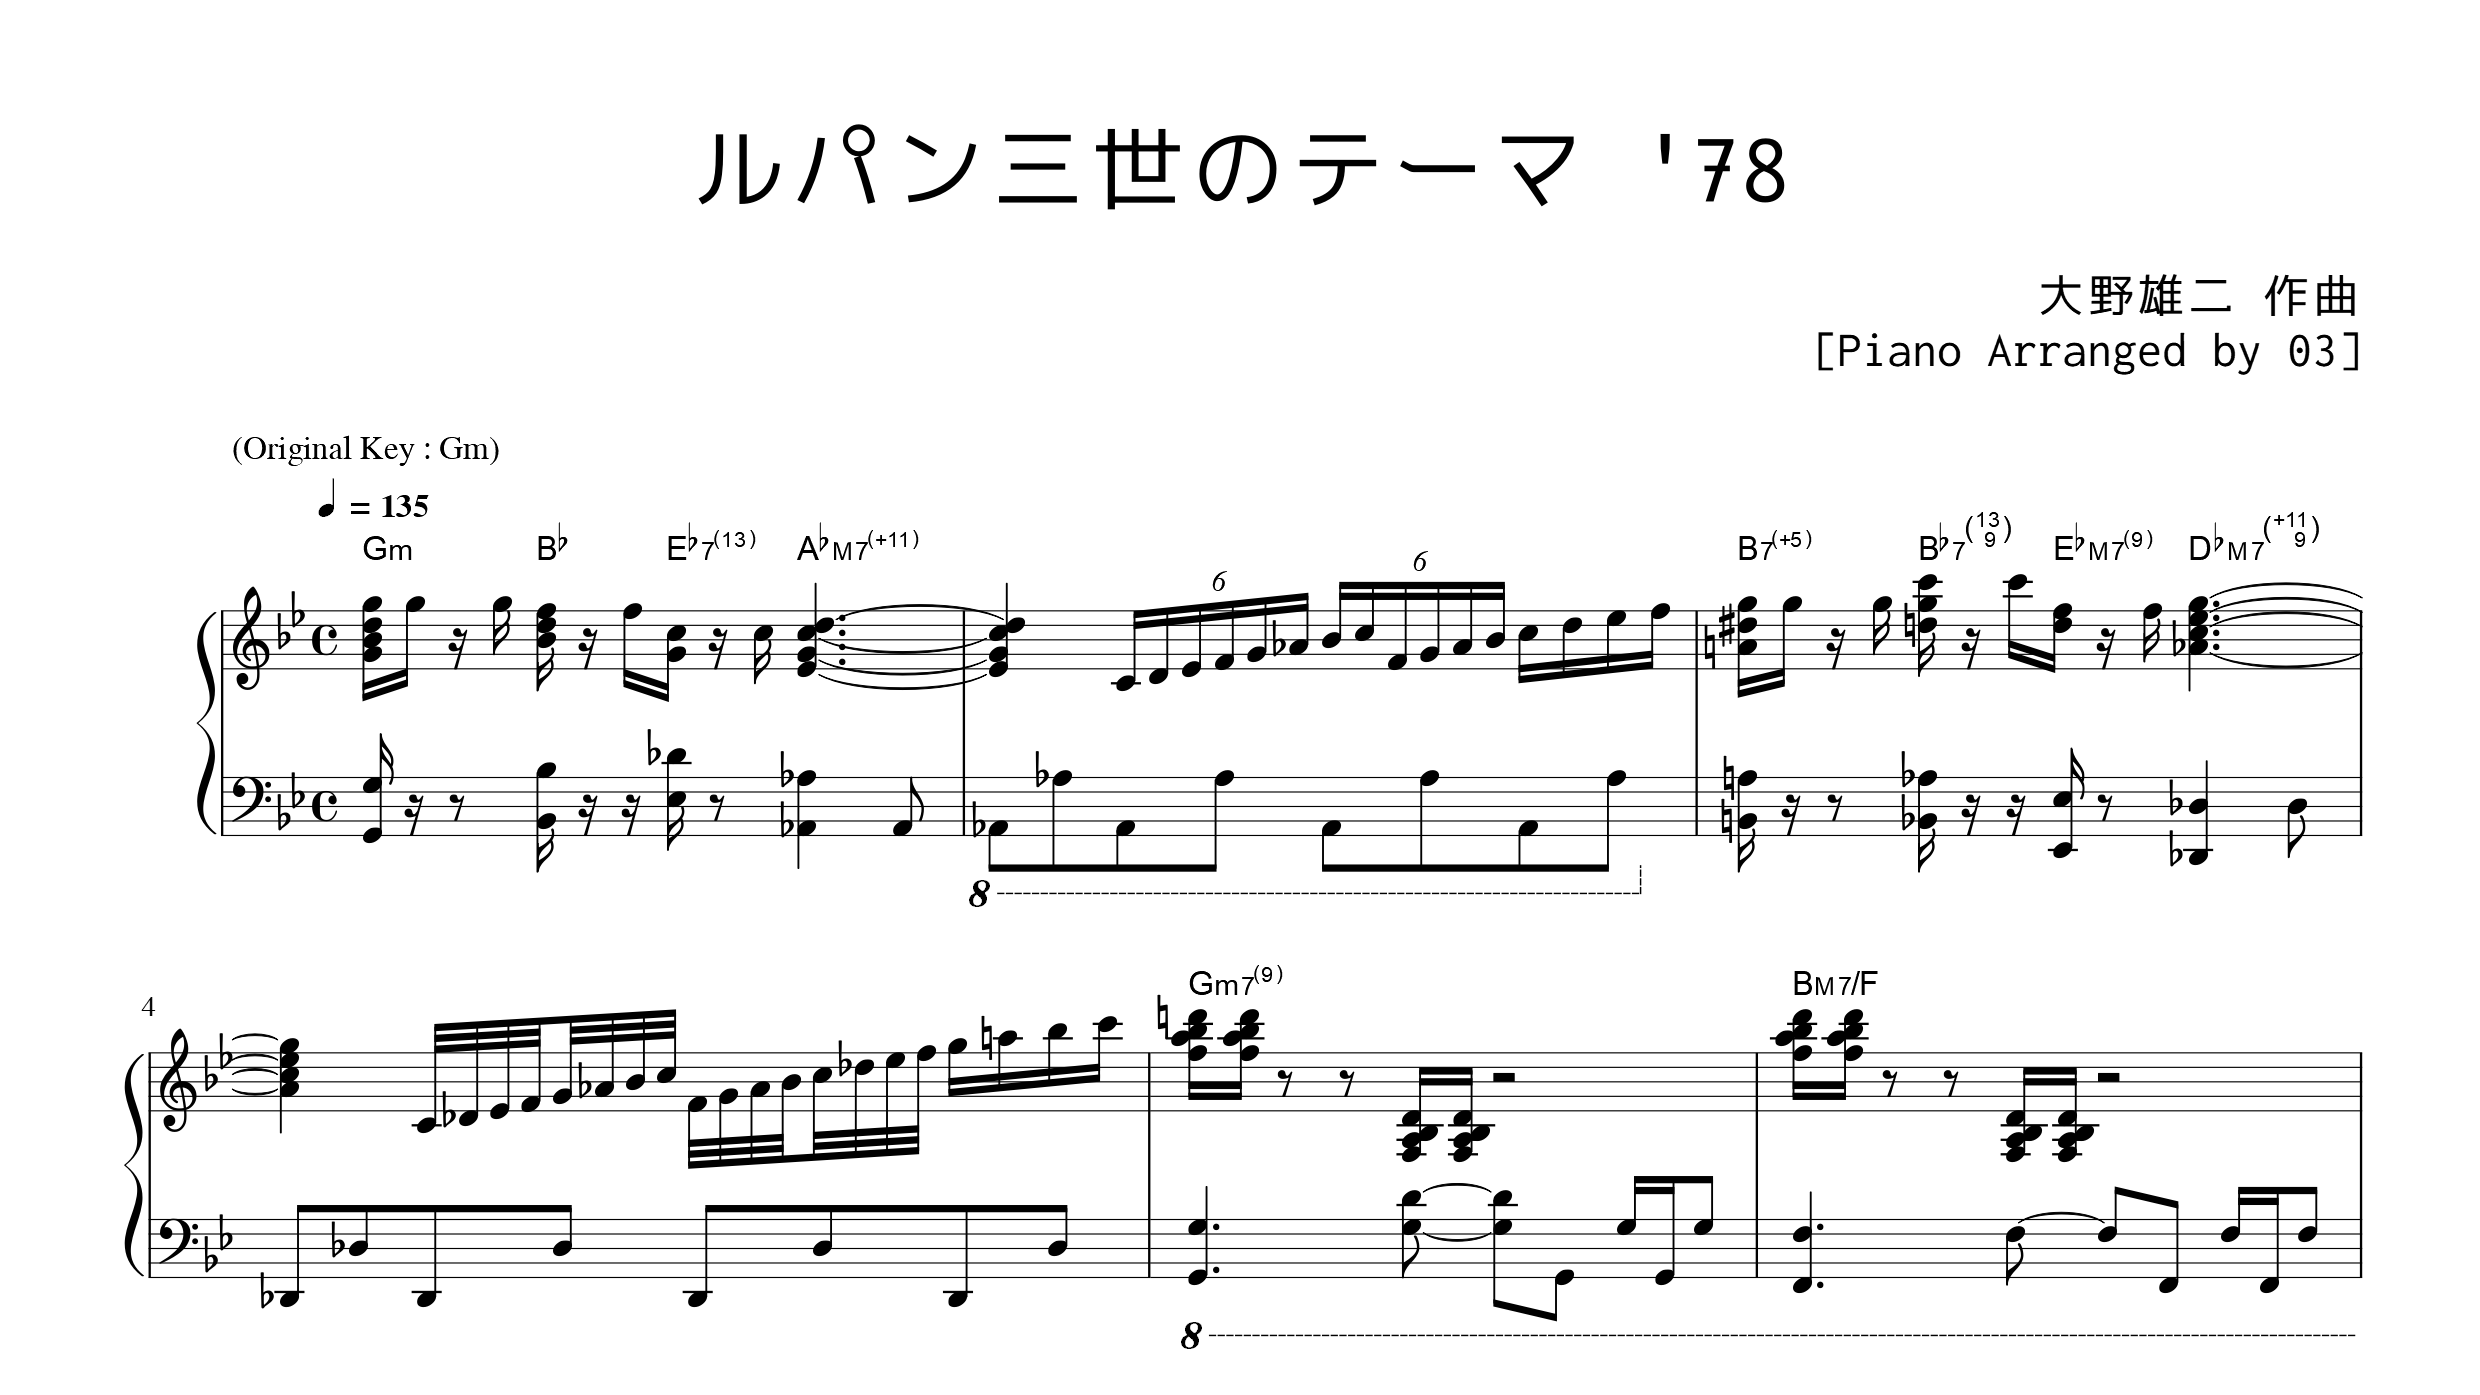 ルパン三世のテーマ '78
大野雄二 作曲
[Piano Arranged by 03]
(Original Key : Gm)
♩ = 135
Gm B♭ E♭7(13) A♭M7(+11) B7(+5) B♭7(13 9) E♭M7(9) D♭M7(+11 9)
6 6
8
4 Gm7(9) BM7/F
8